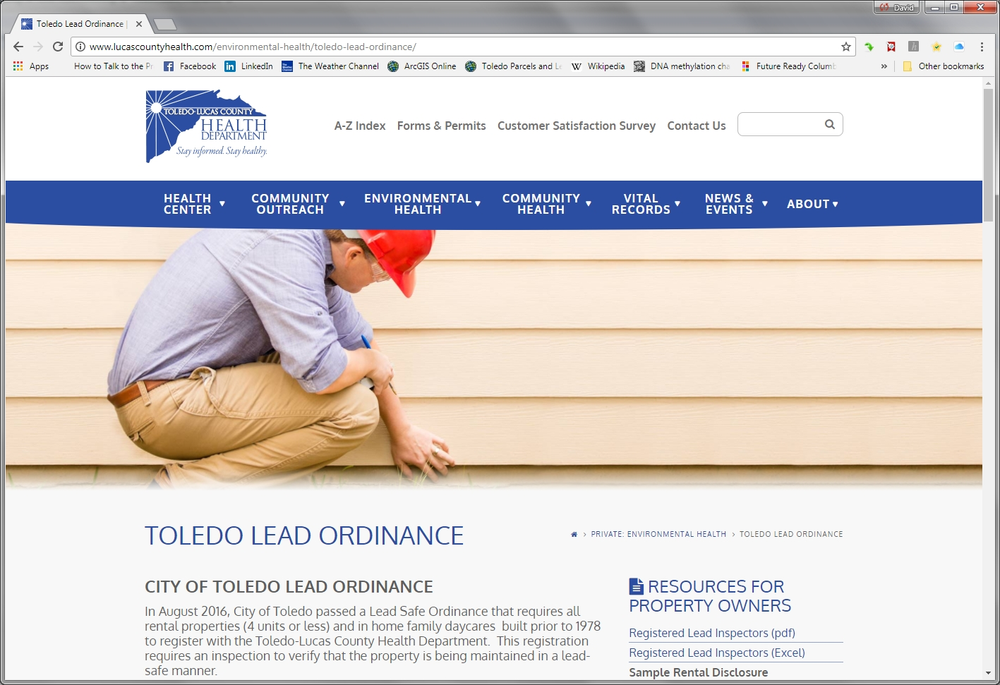 David
Toledo Lead Ordinance |
www.lucascountyhealth.com/environmental-health/toledo-lead-ordinance/
Apps How to Talk to the Pr Facebook LinkedIn The Weather Channel ArcGIS Online Toledo Parcels and Le Wikipedia DNA methylation cha Future Ready Columb » Other bookmarks
TOLEDO-LUCAS COUNTY
HEALTH
DEPARTMENT
Stay informed. Stay healthy.
A-Z Index Forms & Permits Customer Satisfaction Survey Contact Us
HEALTH CENTER ▼ COMMUNITY OUTREACH ▼ ENVIRONMENTAL HEALTH ▼ COMMUNITY HEALTH ▼ VITAL RECORDS ▼ NEWS & EVENTS ▼ ABOUT ▼
TOLEDO LEAD ORDINANCE
> PRIVATE: ENVIRONMENTAL HEALTH > TOLEDO LEAD ORDINANCE
CITY OF TOLEDO LEAD ORDINANCE
In August 2016, City of Toledo passed a Lead Safe Ordinance that requires all
rental properties (4 units or less) and in home family daycares built prior to 1978
to register with the Toledo-Lucas County Health Department. This registration
requires an inspection to verify that the property is being maintained in a lead-
safe manner.
RESOURCES FOR
PROPERTY OWNERS
Registered Lead Inspectors (pdf)
Registered Lead Inspectors (Excel)
Sample Rental Disclosure